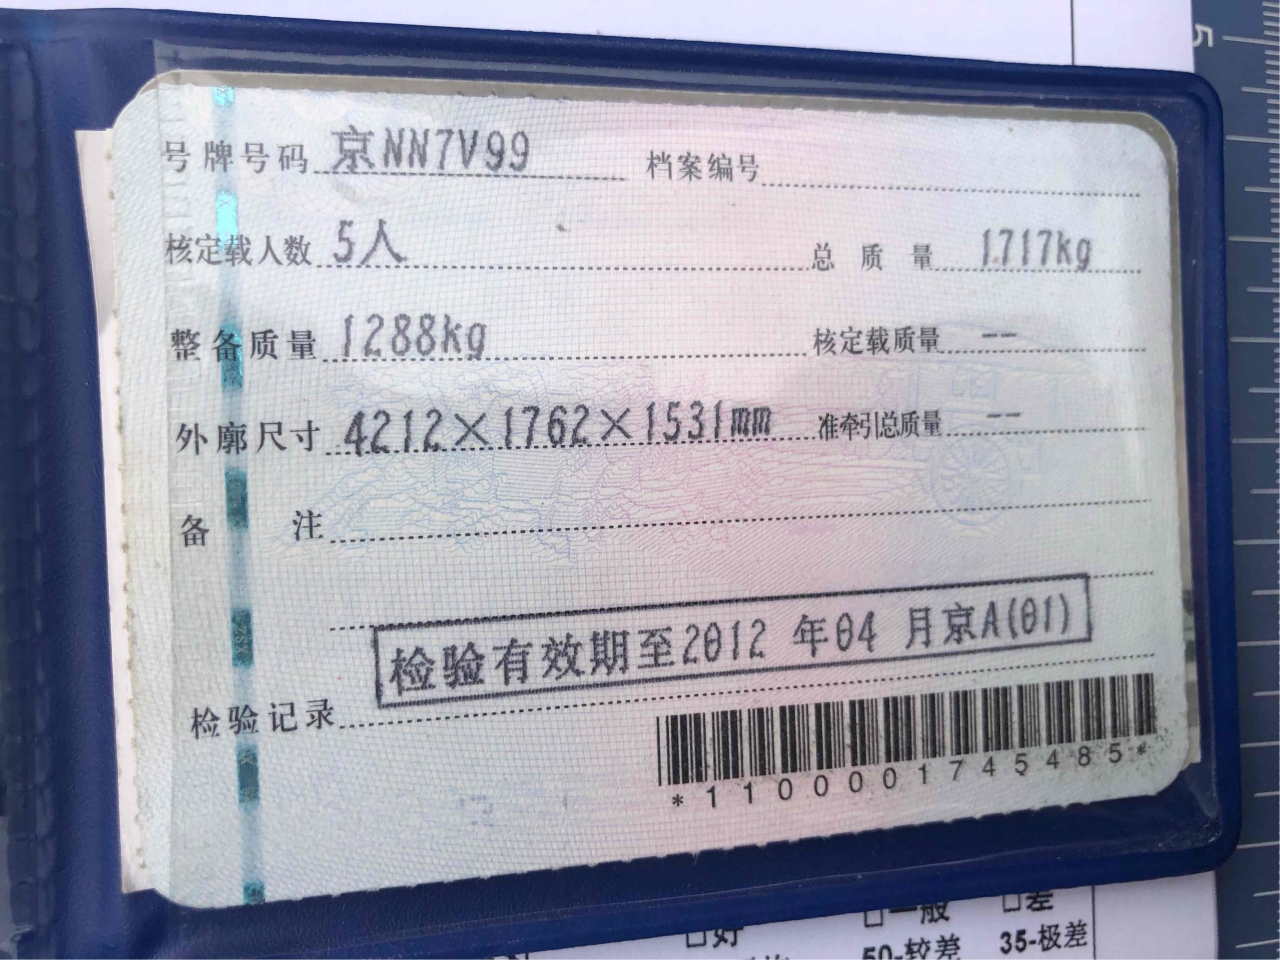 号牌号码 京NN7V99 档案编号
核定载人数 5人 总质量 1717kg
整备质量 1288kg 核定载质量 --
外廓尺寸 4212×1762×1531mm 准牵引总质量 --
备注
检验有效期至2012年04月京A(01)
检验记录
*1100001745485*
□好 □一般 □差
50-较差 35-极差
5